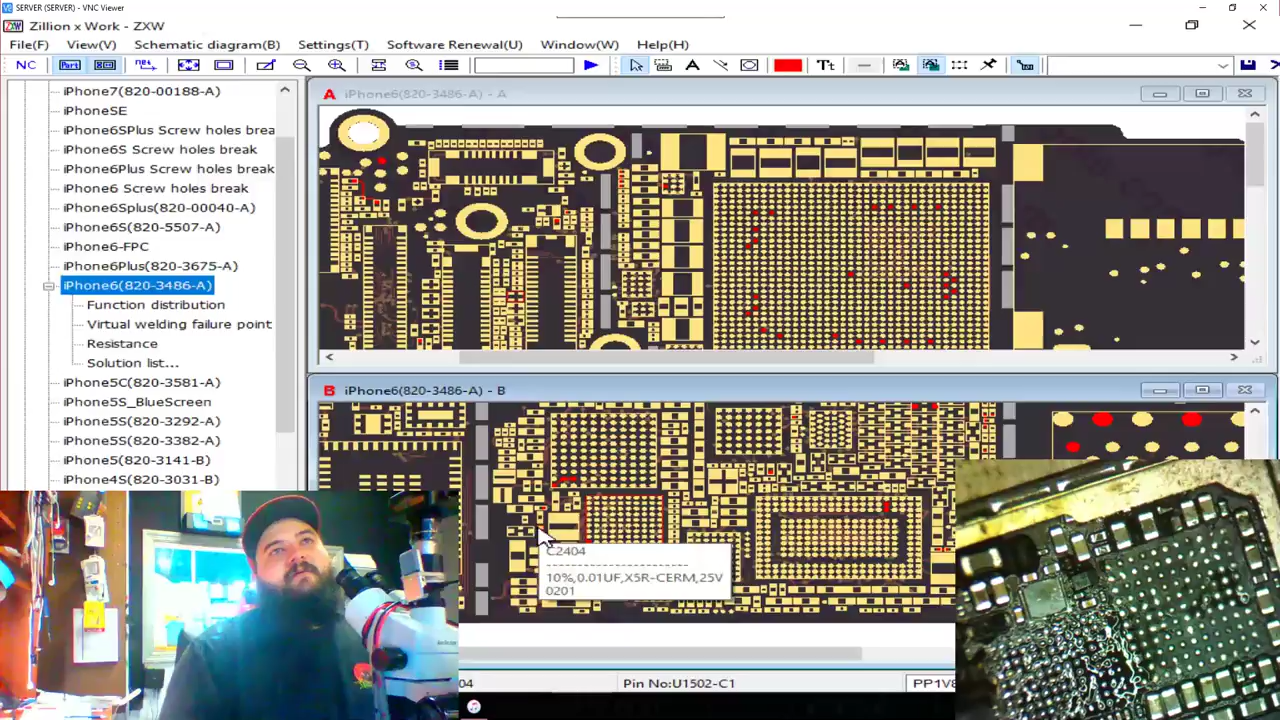 SERVER (SERVER) - VNC Viewer
ZXW Zillion x Work - ZXW
File(F) View(V) Schematic diagram(B) Settings(T) Software Renewal(U) Window(W) Help(H)
NC Part net
iPhone7(820-00188-A)
iPhoneSE
iPhone6SPlus Screw holes brea
iPhone6S Screw holes break
iPhone6Plus Screw holes break
iPhone6 Screw holes break
iPhone6Splus(820-00040-A)
iPhone6S(820-5507-A)
iPhone6-FPC
iPhone6Plus(820-3675-A)
iPhone6(820-3486-A)
Function distribution
Virtual welding failure point
Resistance
Solution list...
iPhone5C(820-3581-A)
iPhone5S_BlueScreen
iPhone5S(820-3292-A)
iPhone5S(820-3382-A)
iPhone5(820-3141-B)
iPhone4S(820-3031-B)
A iPhone6(820-3486-A) - A
B iPhone6(820-3486-A) - B
C2404
10%,0.01UF,X5R-CERM,25V
0201
04 Pin No:U1502-C1 PP1V8